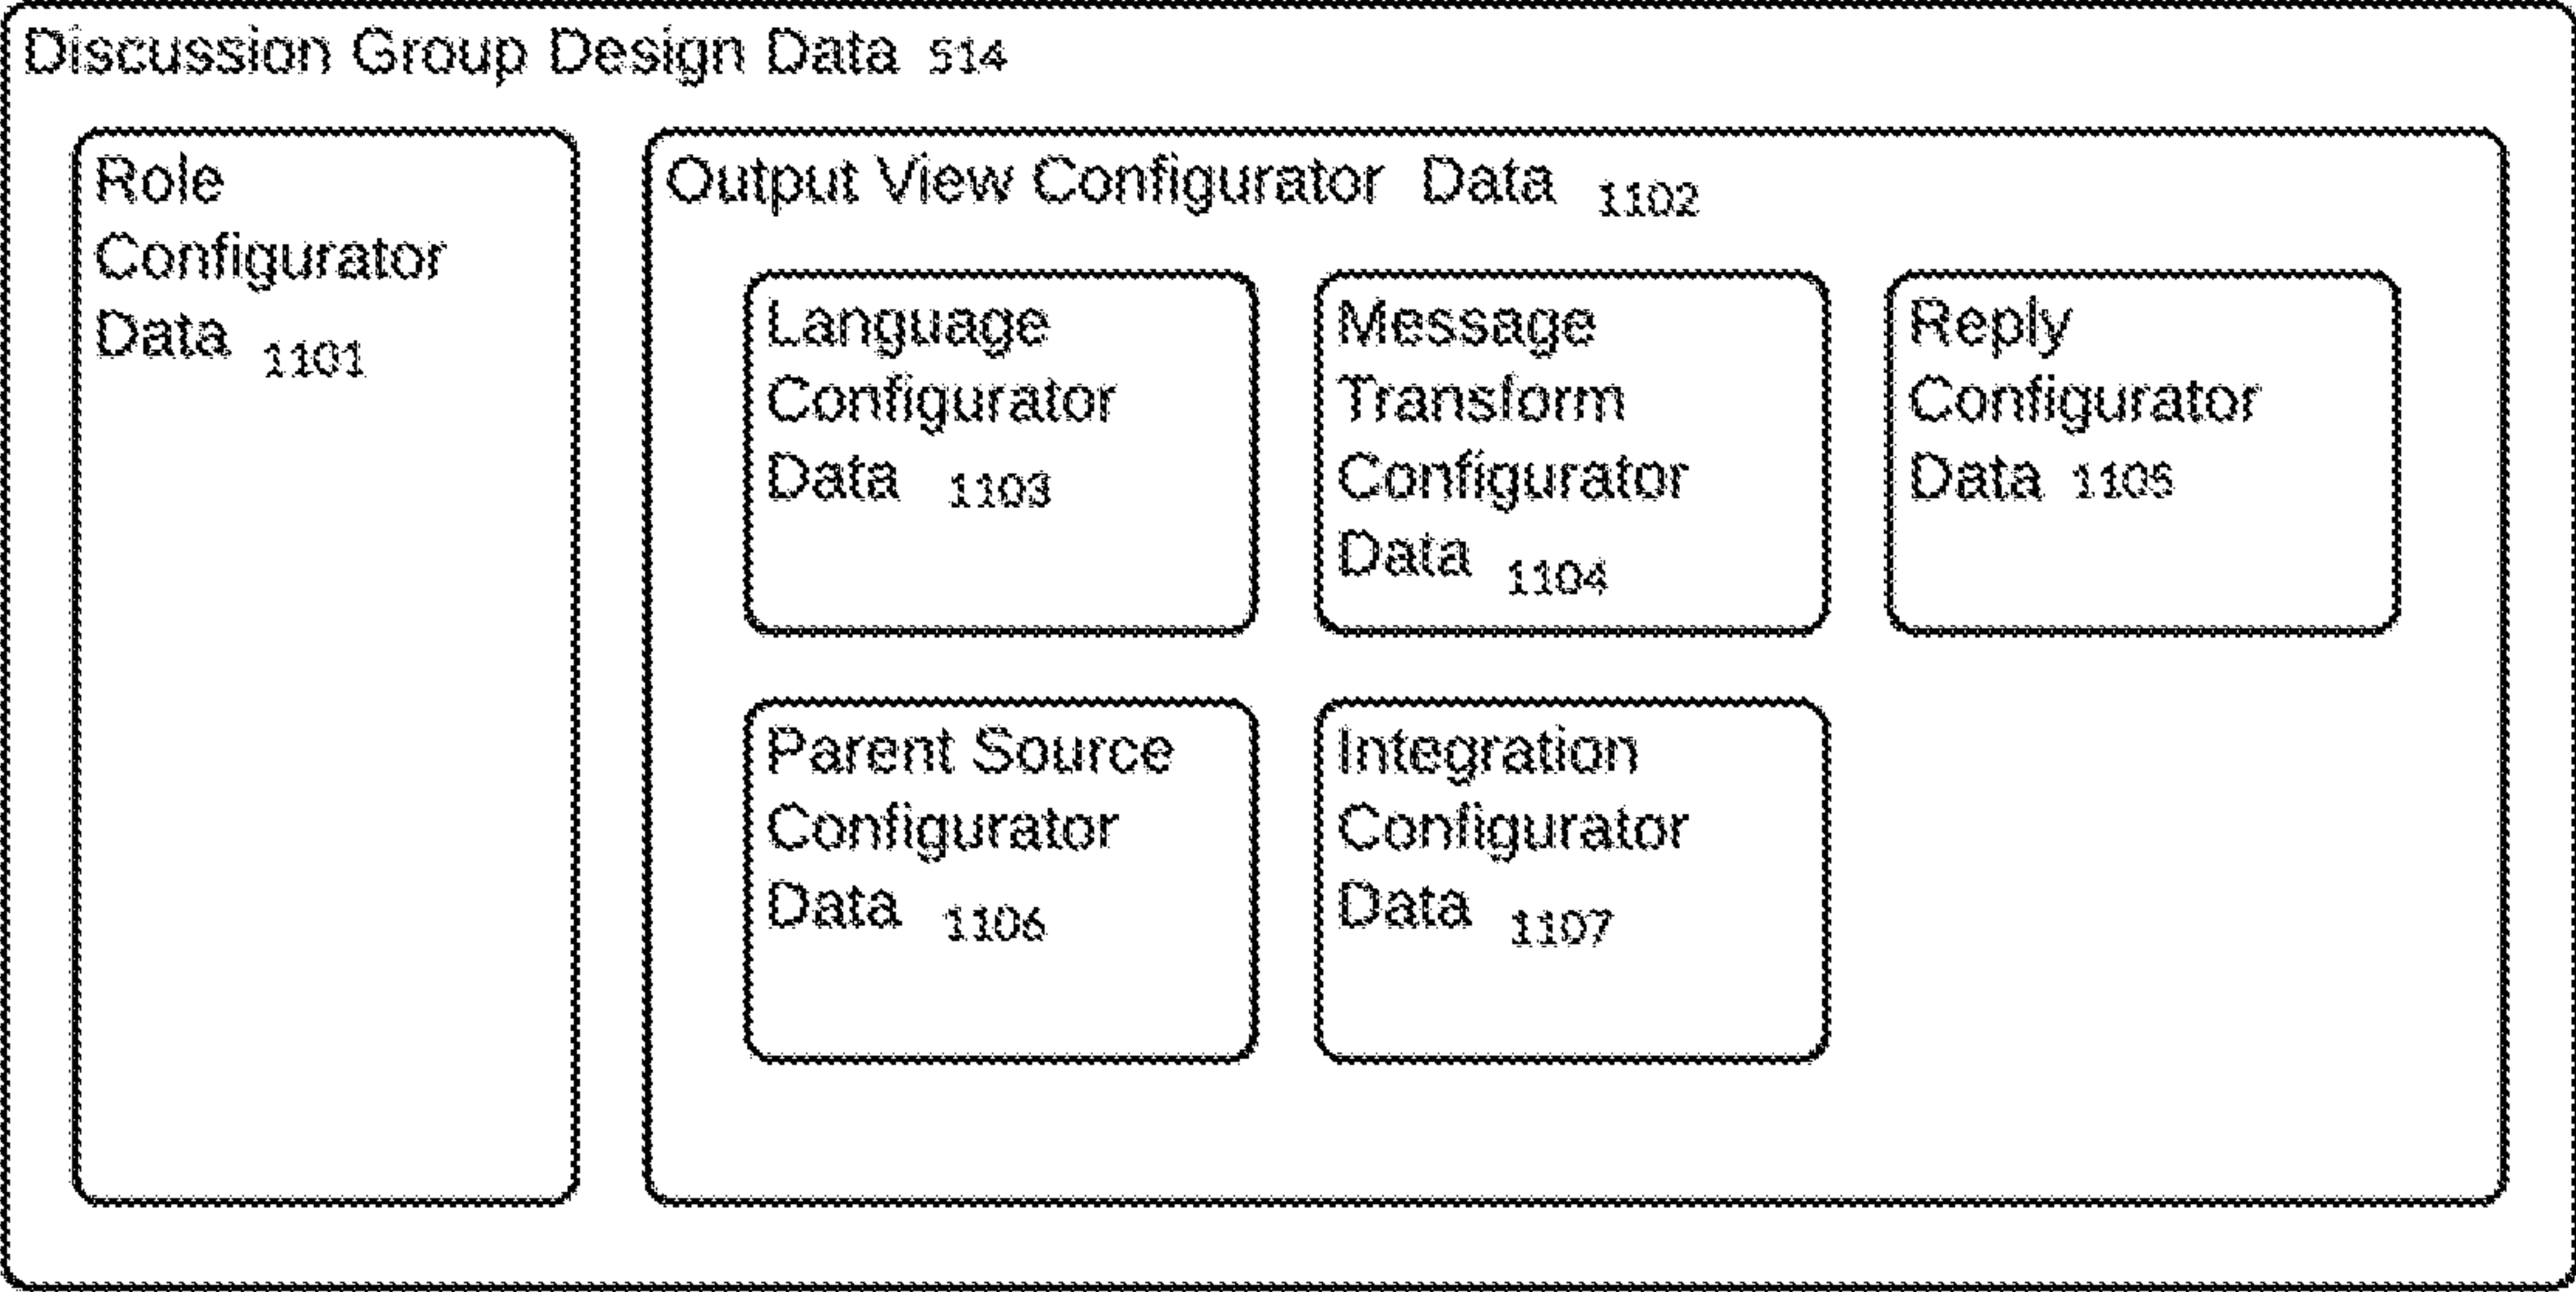 Discussion Group Design Data 514
Role
Configurator
Data 1101
Output View Configurator Data 1102
Language
Configurator
Data 1103
Message
Transform
Configurator
Data 1104
Reply
Configurator
Data 1105
Parent Source
Configurator
Data 1106
Integration
Configurator
Data 1107